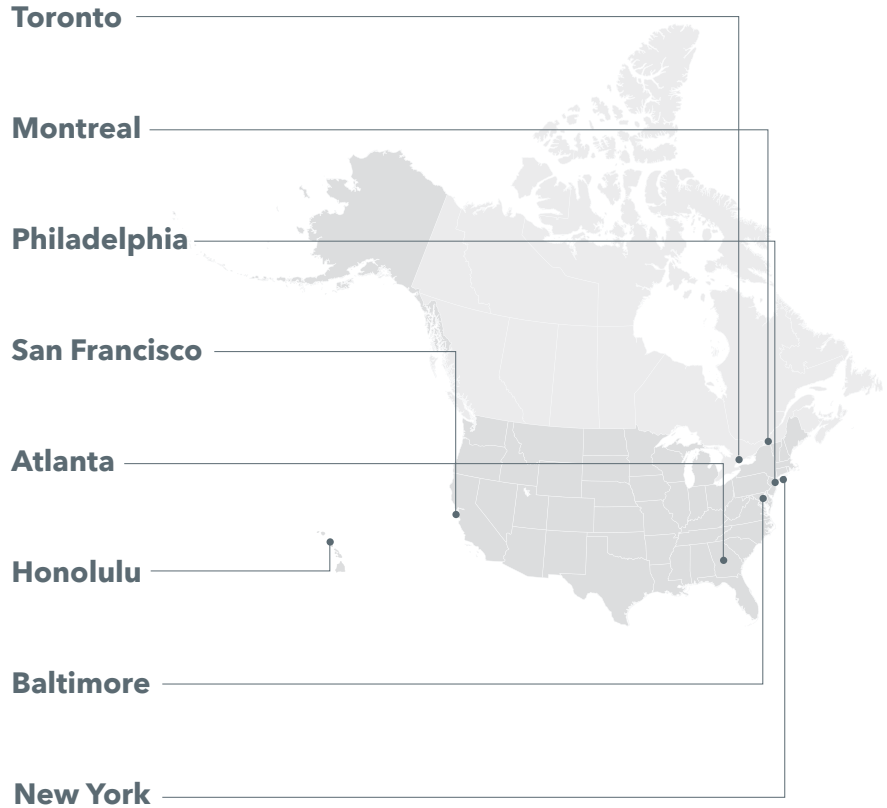 Toronto
Montreal
Philadelphia
San Francisco
Atlanta
Honolulu
Baltimore
New York